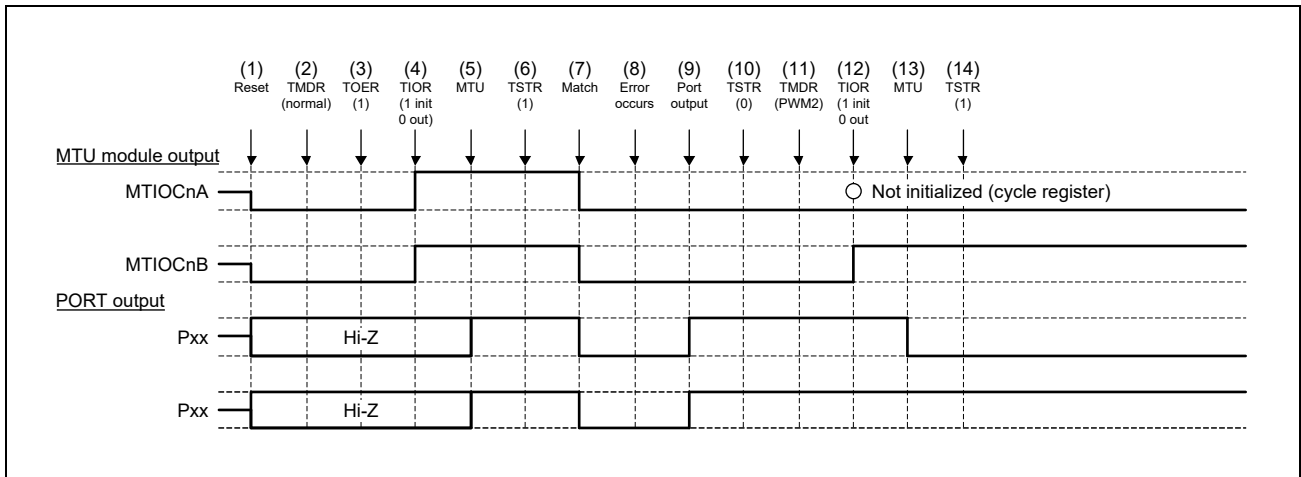 (1) (2) (3) (4) (5) (6) (7) (8) (9) (10) (11) (12) (13) (14)
Reset TMDR TOER TIOR MTU TSTR Match Error Port TSTR TMDR TIOR MTU TSTR
(normal) (1) (1 init (1) occurs output (0) (PWM2) (1 init (1)
0 out) 0 out
MTU module output
MTIOCnA Not initialized (cycle register)
MTIOCnB
PORT output
Pxx Hi-Z
Pxx Hi-Z